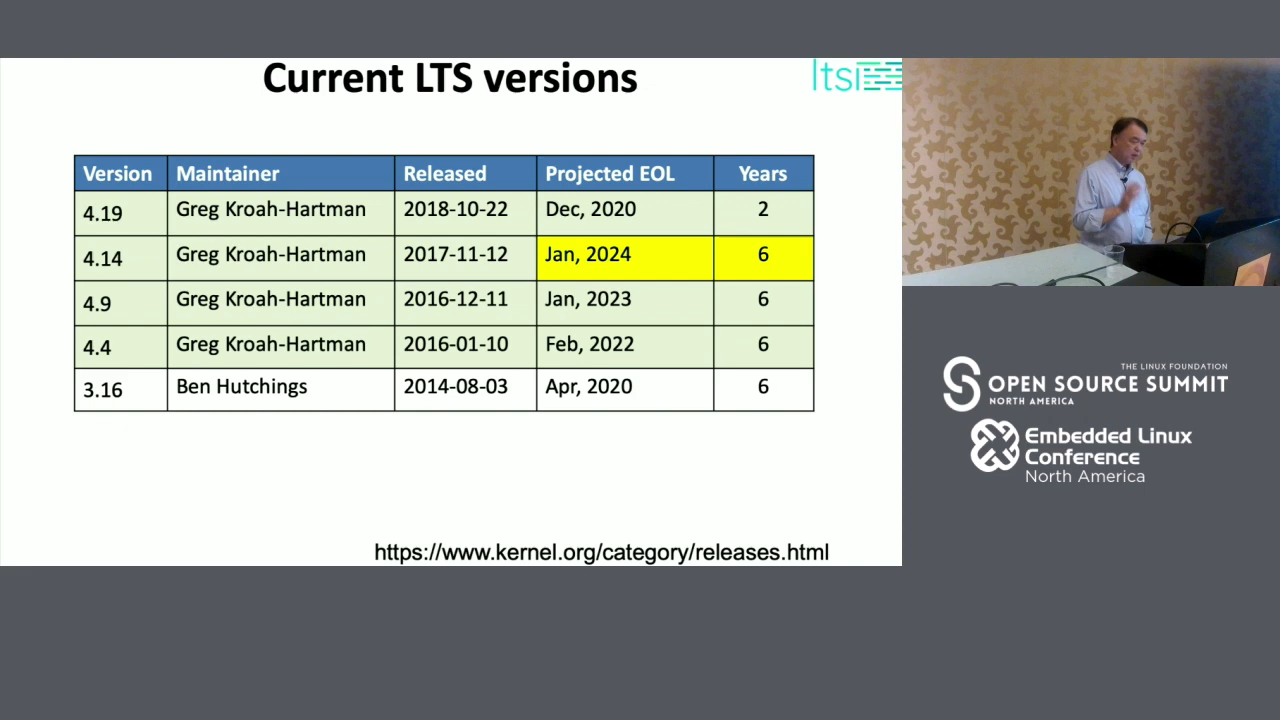 Current LTS versions
ltsi
Version Maintainer Released Projected EOL Years
4.19 Greg Kroah-Hartman 2018-10-22 Dec, 2020 2
4.14 Greg Kroah-Hartman 2017-11-12 Jan, 2024 6
4.9 Greg Kroah-Hartman 2016-12-11 Jan, 2023 6
4.4 Greg Kroah-Hartman 2016-01-10 Feb, 2022 6
3.16 Ben Hutchings 2014-08-03 Apr, 2020 6
https://www.kernel.org/category/releases.html
THE LINUX FOUNDATION
OPEN SOURCE SUMMIT
NORTH AMERICA
Embedded Linux
Conference
North America